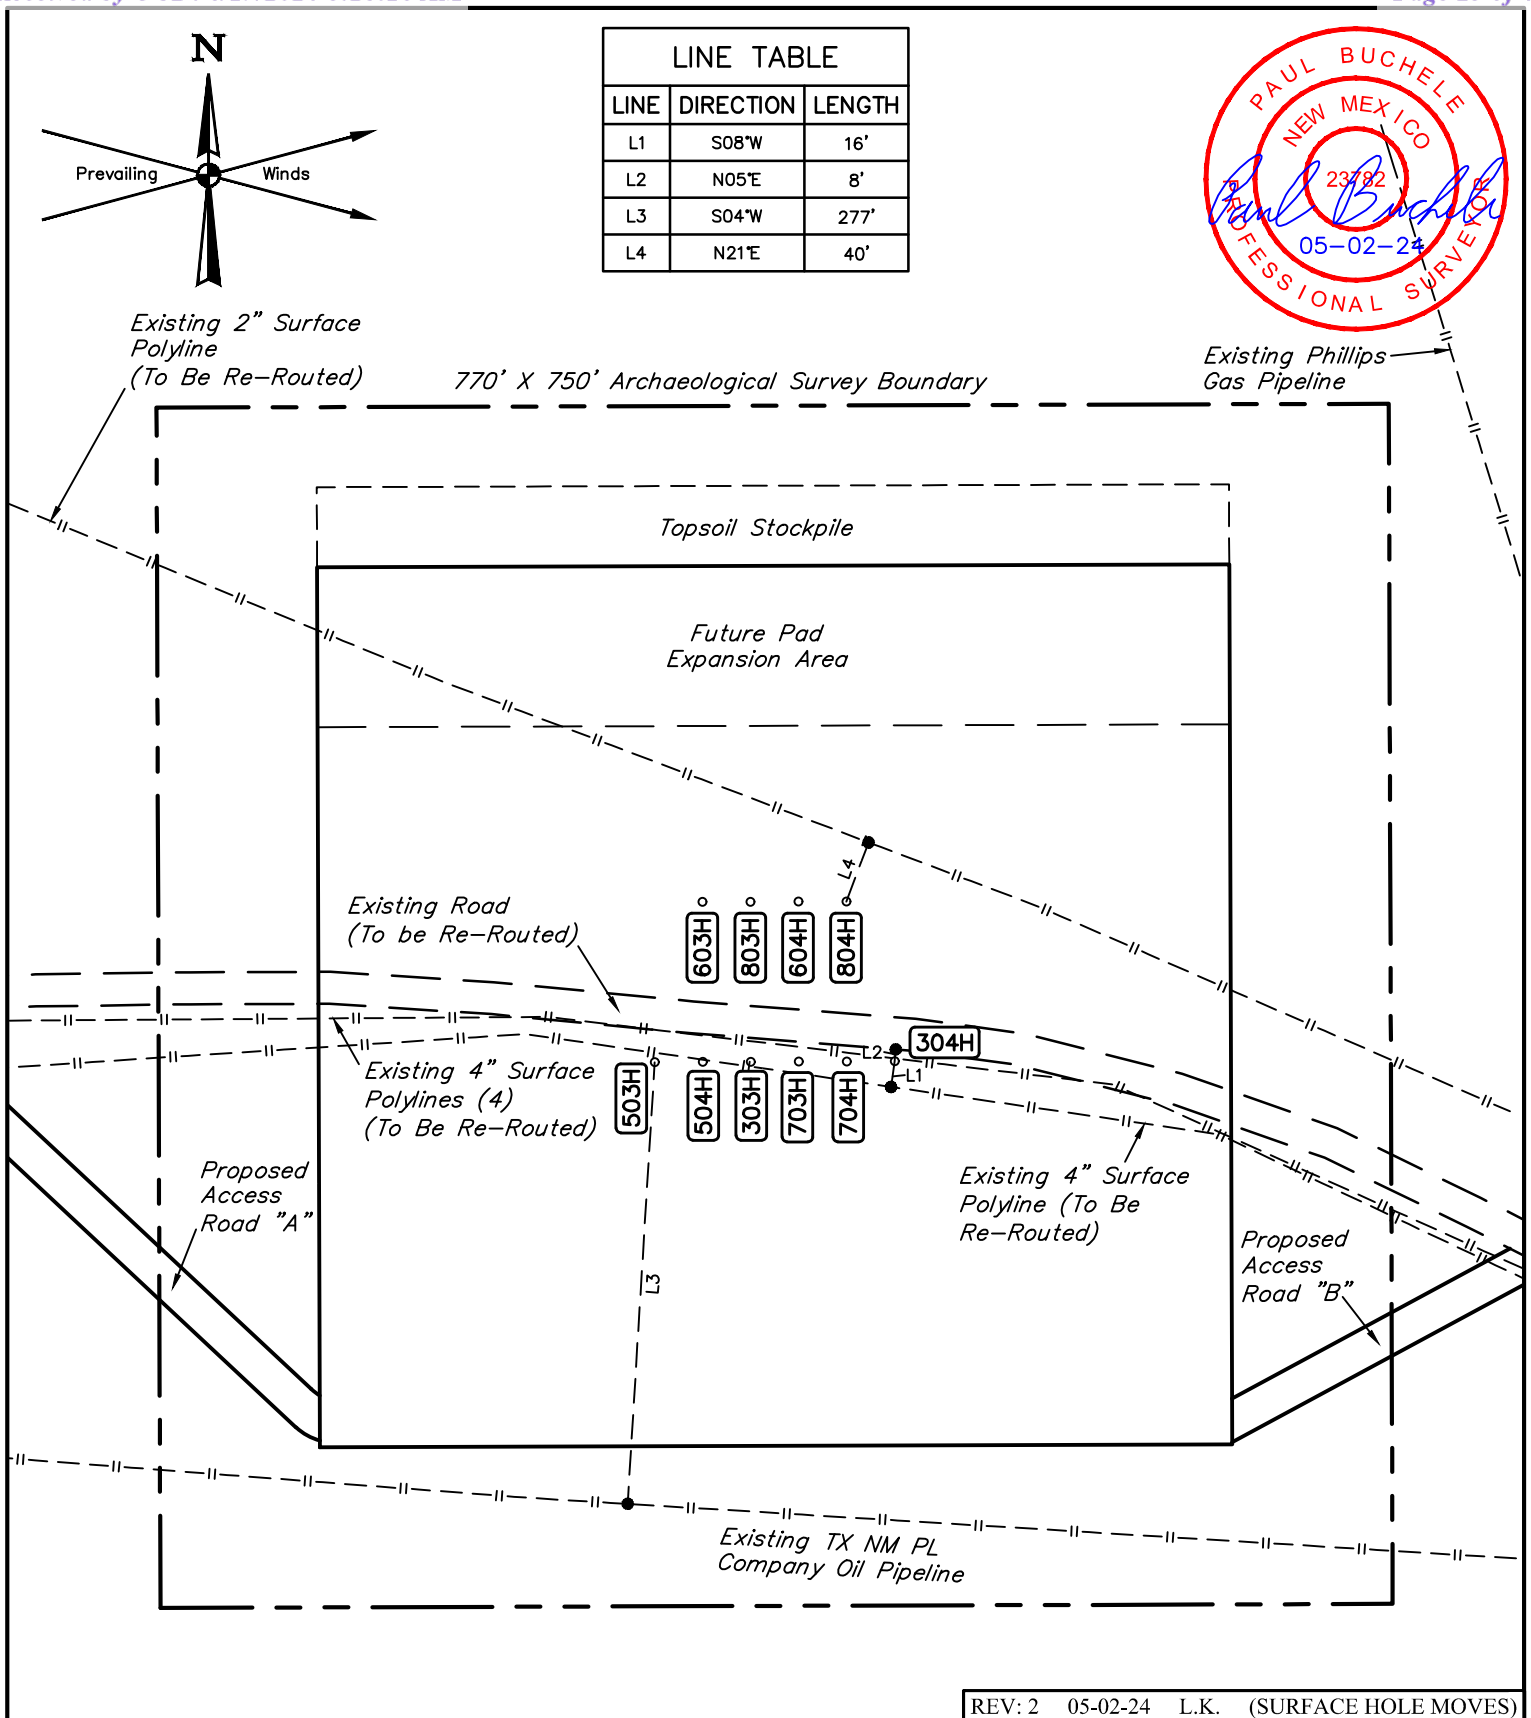 N
Prevailing Winds
LINE TABLE
LINE DIRECTION LENGTH
L1 S08°W 16'
L2 N05°E 8'
L3 S04°W 277'
L4 N21°E 40'
PAUL BUCHELE
NEW MEXICO
23782
PROFESSIONAL SURVEYOR
Paul Buchele
05-02-24
Existing 2" Surface
Polyline
(To Be Re-Routed)
770' X 750' Archaeological Survey Boundary
Existing Phillips
Gas Pipeline
Topsoil Stockpile
Future Pad
Expansion Area
L4
Existing Road
(To be Re-Routed)
603H
803H
604H
804H
304H
L2
L1
Existing 4" Surface
Polylines (4)
(To Be Re-Routed)
503H
504H
303H
703H
704H
Proposed
Access
Road "A"
Existing 4" Surface
Polyline (To Be
Re-Routed)
Proposed
Access
Road "B"
L3
Existing TX NM PL
Company Oil Pipeline
REV: 2 05-02-24 L.K. (SURFACE HOLE MOVES)